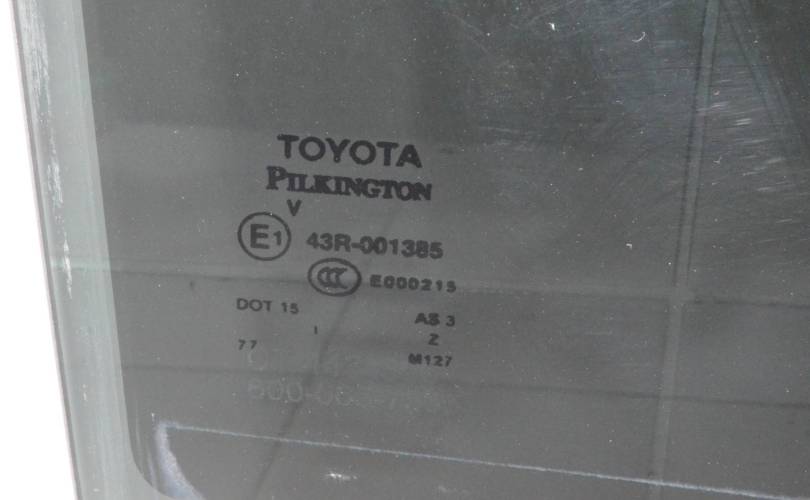 TOYOTA
PILKINGTON
V
E1 43R-001385
CCC E000215
DOT 15 AS 3
I Z
77 M127